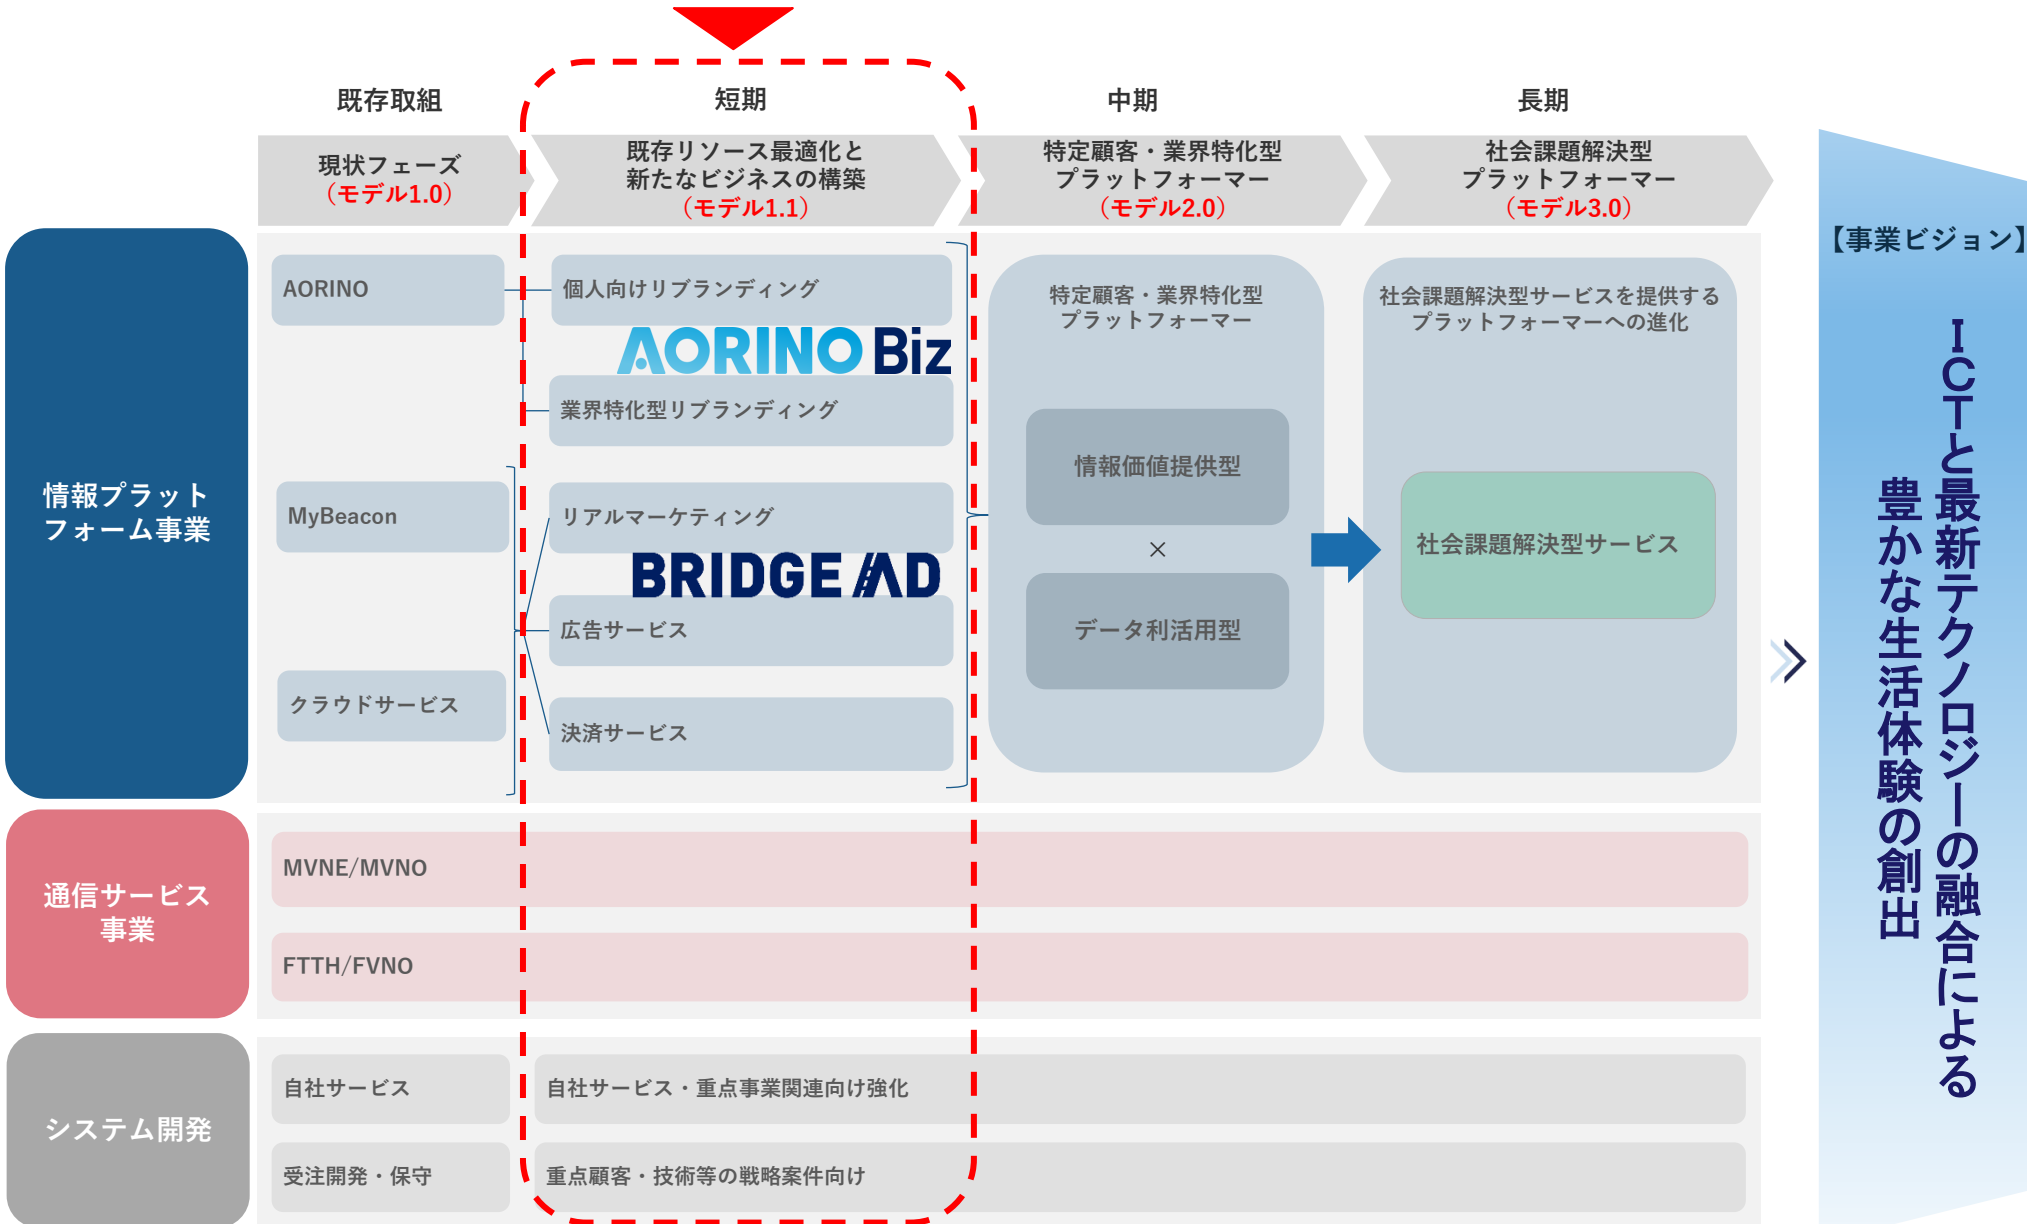 既存取組
短期
中期
長期
現状フェーズ
（モデル1.0）
既存リソース最適化と
新たなビジネスの構築
（モデル1.1）
特定顧客・業界特化型
プラットフォーマー
（モデル2.0）
社会課題解決型
プラットフォーマー
（モデル3.0）
情報プラット
フォーム事業
AORINO
個人向けリブランディング
AORINO Biz
業界特化型リブランディング
MyBeacon
リアルマーケティング
BRIDGE AD
広告サービス
クラウドサービス
決済サービス
特定顧客・業界特化型
プラットフォーマー
情報価値提供型
×
データ利活用型
社会課題解決型サービスを提供する
プラットフォーマーへの進化
社会課題解決型サービス
通信サービス
事業
MVNE/MVNO
FTTH/FVNO
システム開発
自社サービス
自社サービス・重点事業関連向け強化
受注開発・保守
重点顧客・技術等の戦略案件向け
【事業ビジョン】
ICTと最新テクノロジーの融合による
豊かな生活体験の創出